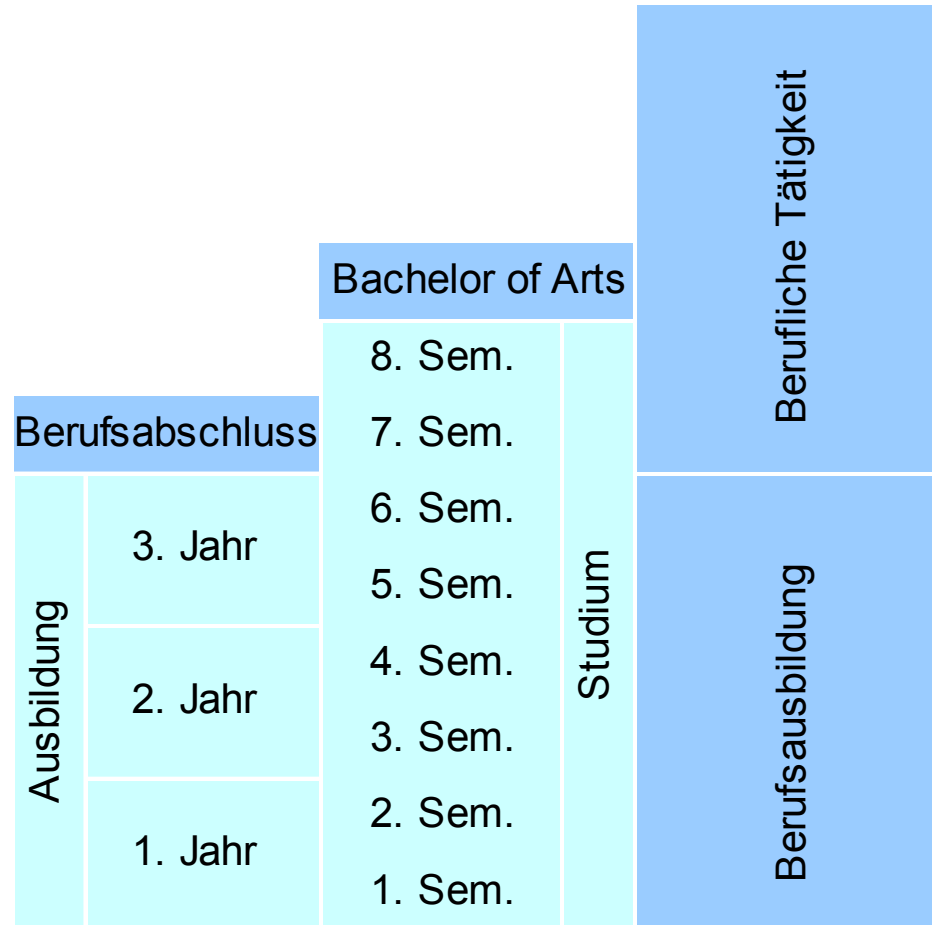 Berufliche Tätigkeit
Bachelor of Arts
8. Sem.
Berufsabschluss
7. Sem.
6. Sem.
3. Jahr
5. Sem.
Ausbildung
Studium
Berufsausbildung
4. Sem.
2. Jahr
3. Sem.
2. Sem.
1. Jahr
1. Sem.